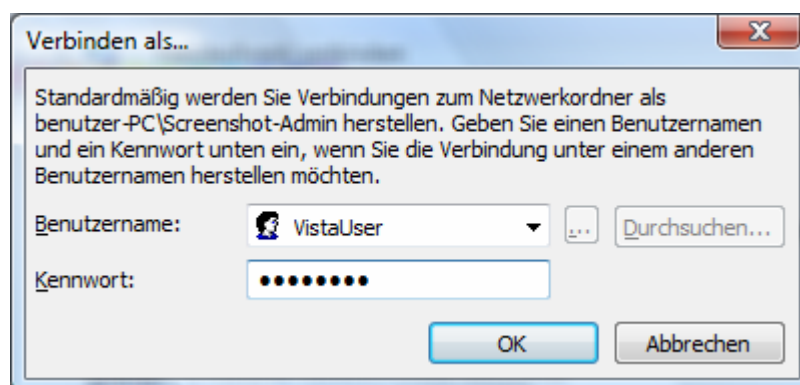 Verbinden als...
Standardmäßig werden Sie Verbindungen zum Netzwerkordner als
benutzer-PC\Screenshot-Admin herstellen. Geben Sie einen Benutzernamen
und ein Kennwort unten ein, wenn Sie die Verbindung unter einem anderen
Benutzernamen herstellen möchten.
Benutzername: VistaUser ... Durchsuchen...
Kennwort: ••••••••
OK Abbrechen